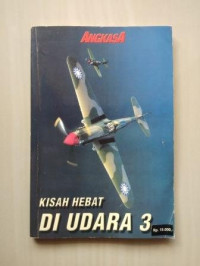 ANGKASA
KISAH HEBAT
DI UDARA 3